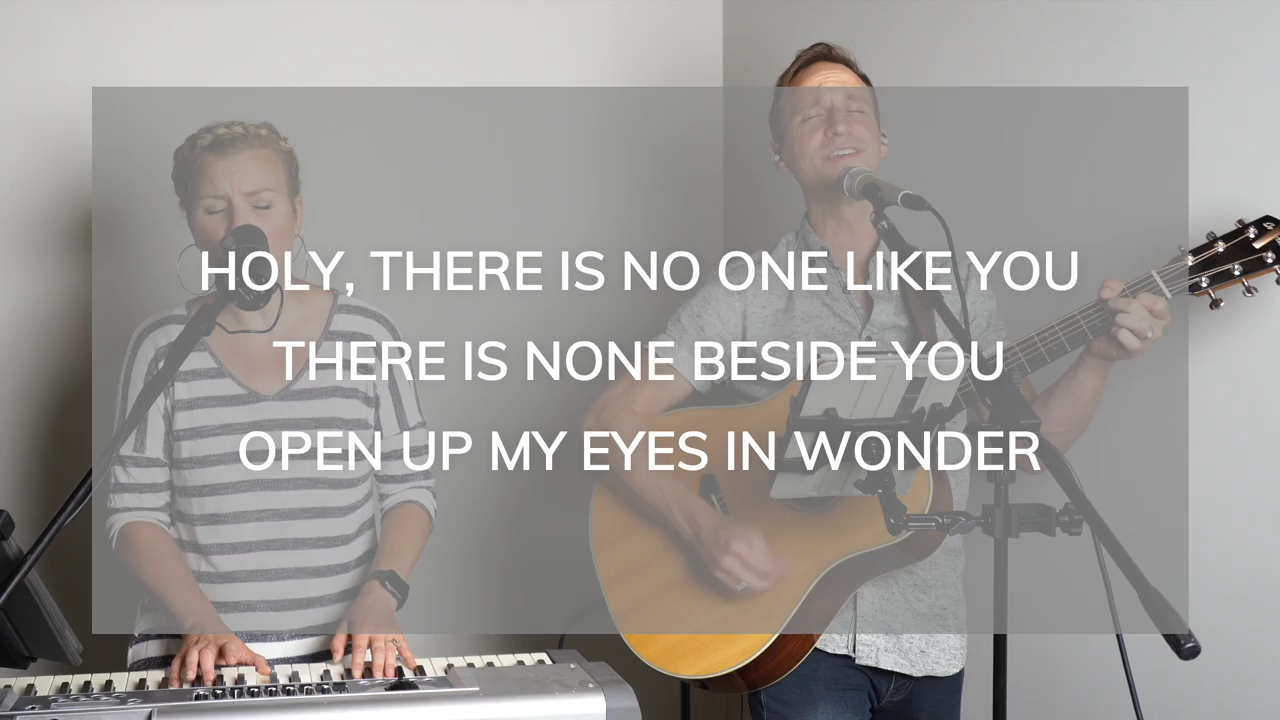 HOLY, THERE IS NO ONE LIKE YOU
THERE IS NONE BESIDE YOU
OPEN UP MY EYES IN WONDER